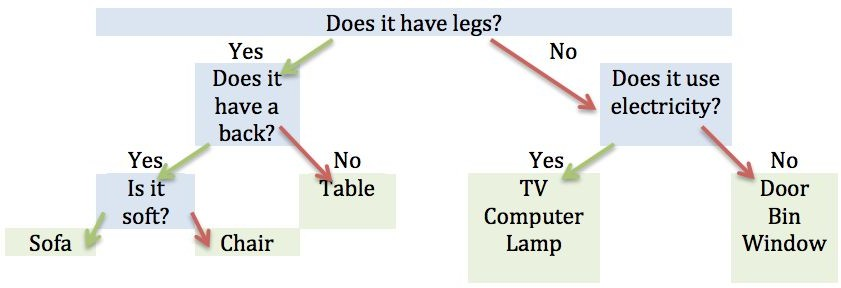 Does it have legs?
Yes
No
Does it
have a
back?
Does it use
electricity?
Yes
No
Yes
No
Is it
soft?
Table
TV
Computer
Lamp
Door
Bin
Window
Sofa
Chair